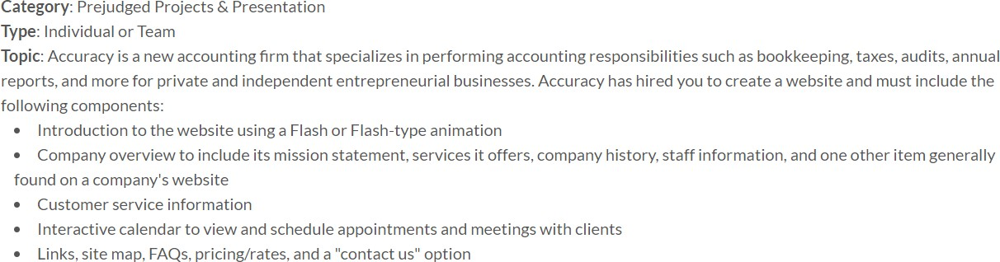 Category: Prejudged Projects & Presentation
Type: Individual or Team
Topic: Accuracy is a new accounting firm that specializes in performing accounting responsibilities such as bookkeeping, taxes, audits, annual
reports, and more for private and independent entrepreneurial businesses. Accuracy has hired you to create a website and must include the
following components:
• Introduction to the website using a Flash or Flash-type animation
• Company overview to include its mission statement, services it offers, company history, staff information, and one other item generally
found on a company's website
• Customer service information
• Interactive calendar to view and schedule appointments and meetings with clients
• Links, site map, FAQs, pricing/rates, and a "contact us" option